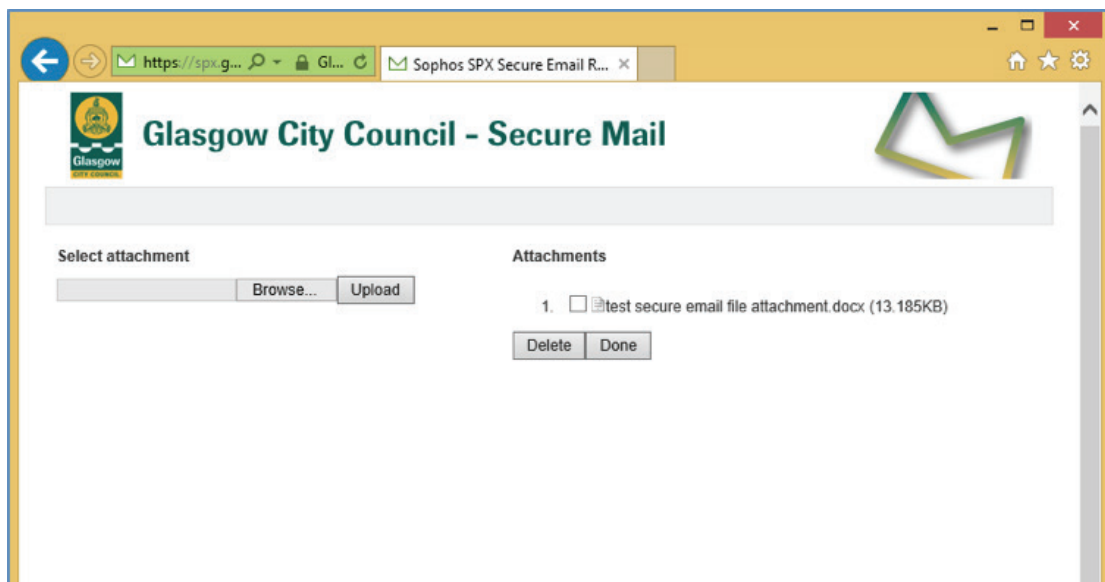 https://spx.g... Gl... Sophos SPX Secure Email R...
Glasgow
CITY COUNCIL
Glasgow City Council - Secure Mail
Select attachment
Browse... Upload
Attachments
1. test secure email file attachment.docx (13.185KB)
Delete Done